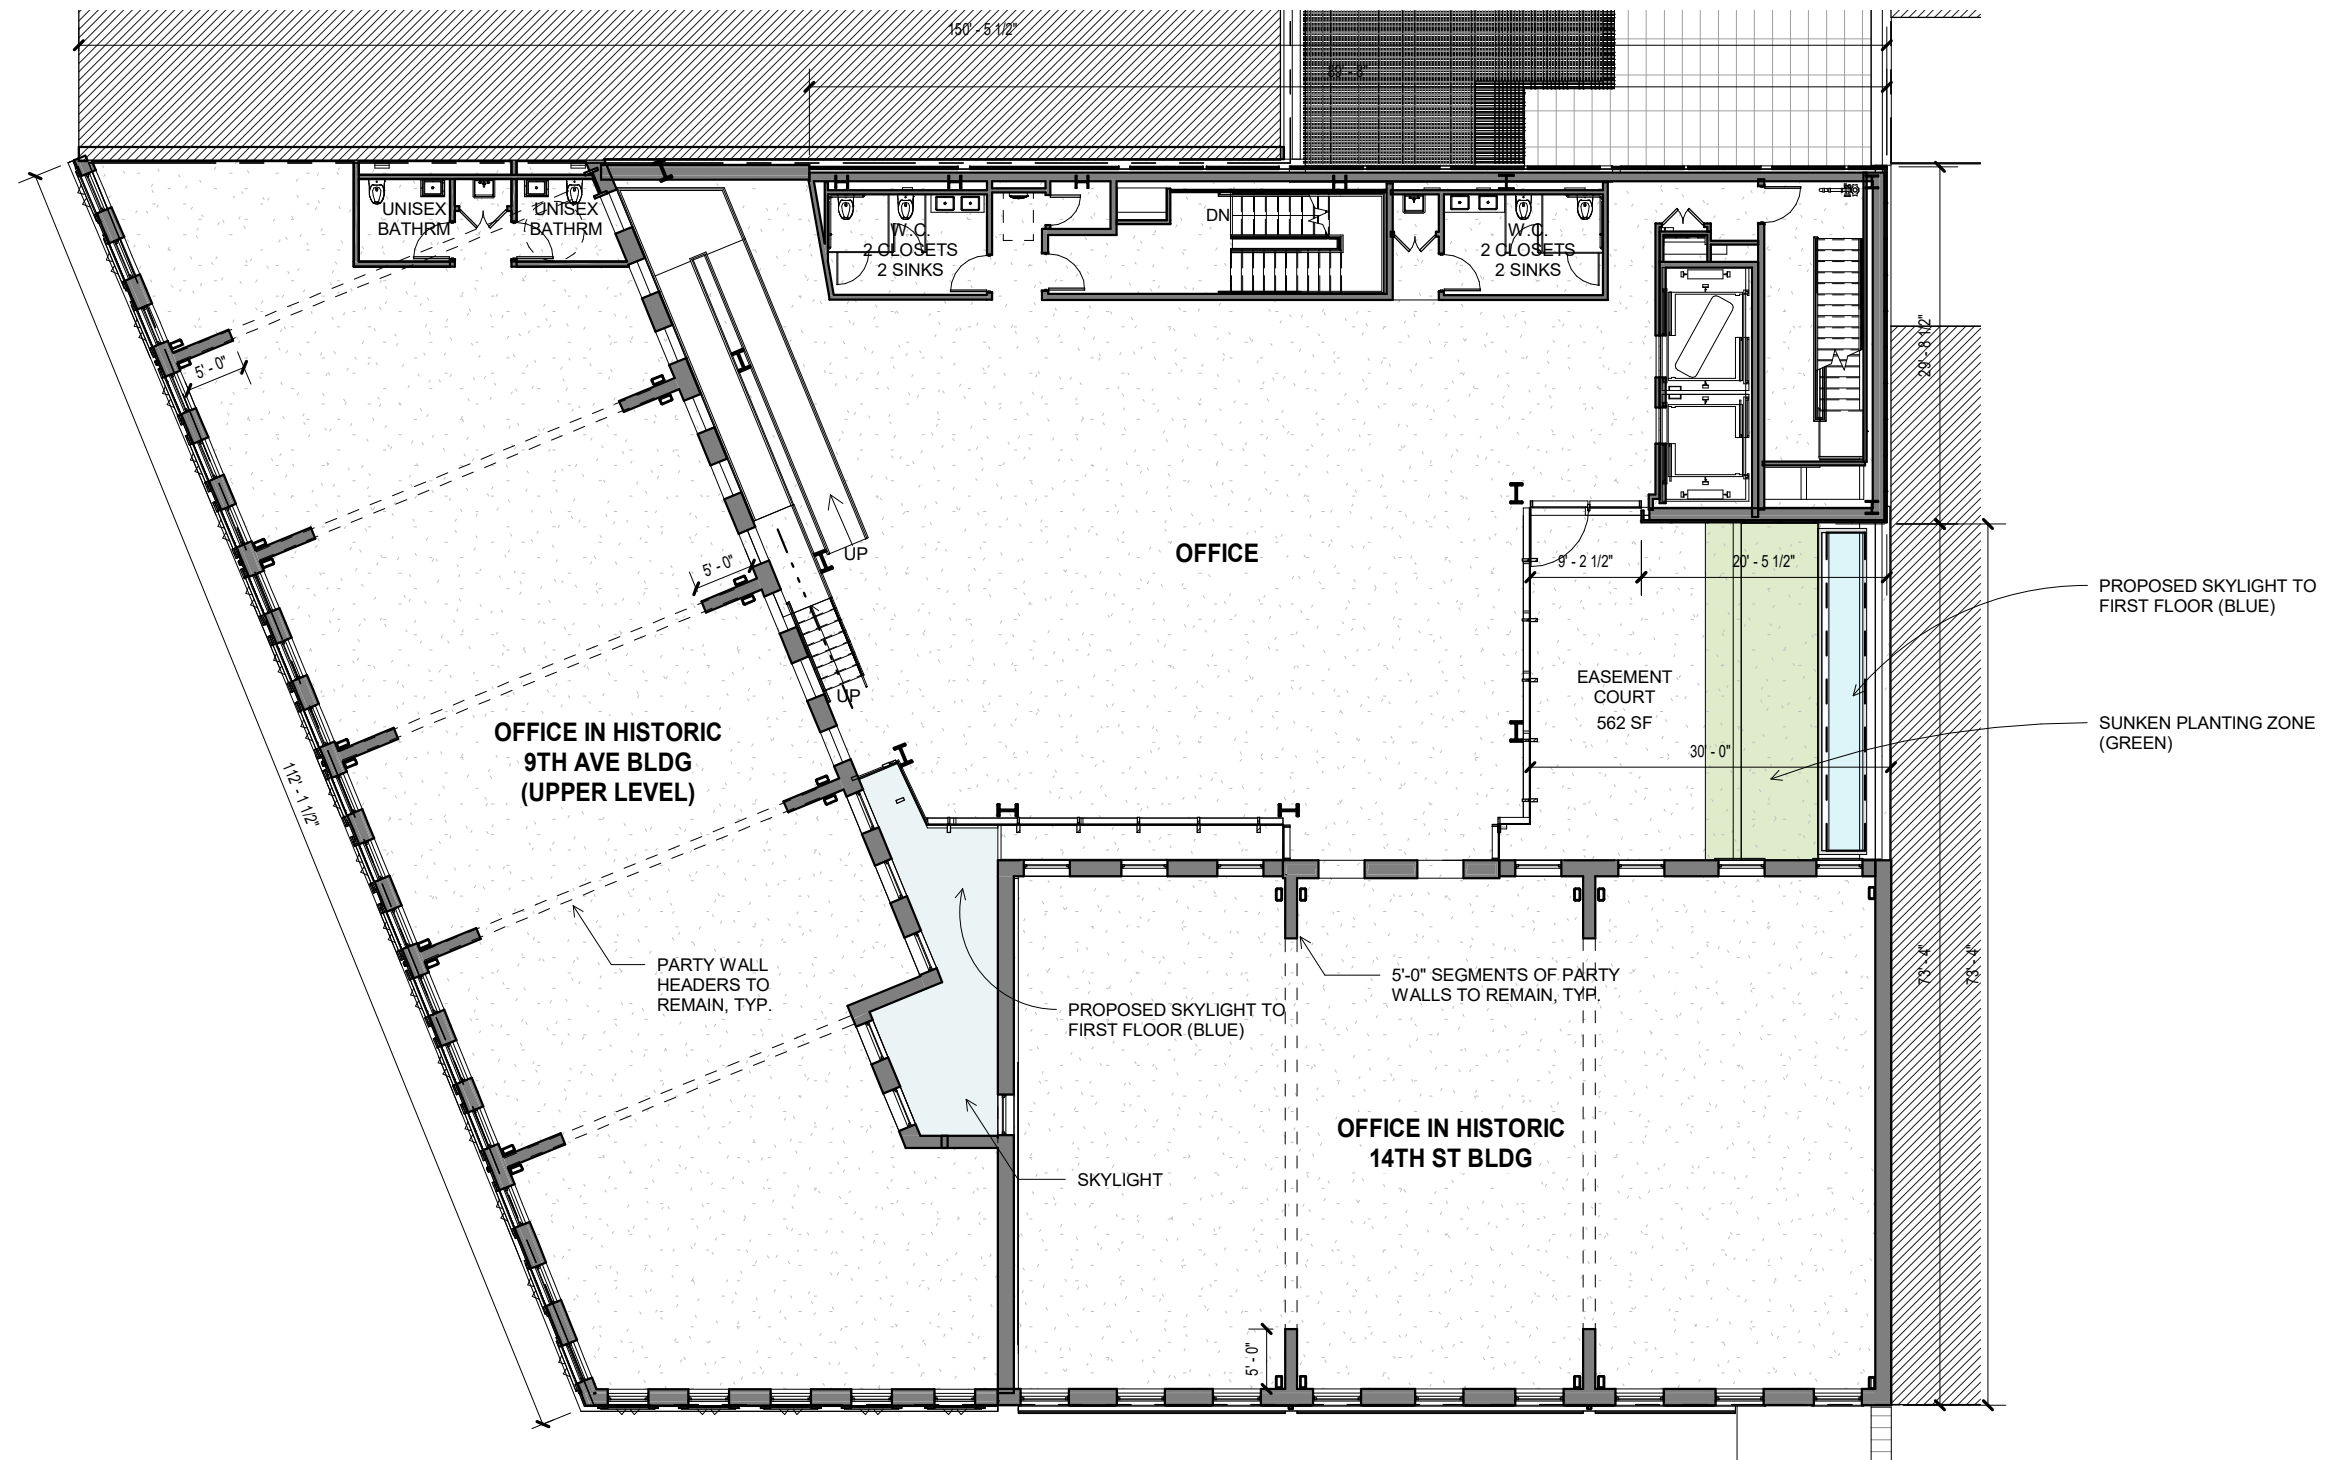 150' - 5 1/2"
89' - 8"
UNISEX
BATHRM
UNISEX
BATHRM
W.C.
2 CLOSETS
2 SINKS
DN
W.C.
2 CLOSETS
2 SINKS
29' - 8 1/2"
5' - 0"
UP
OFFICE
5' - 0"
9' - 2 1/2"
20' - 5 1/2"
PROPOSED SKYLIGHT TO
FIRST FLOOR (BLUE)
UP
EASEMENT
COURT
562 SF
30' - 0"
SUNKEN PLANTING ZONE
(GREEN)
OFFICE IN HISTORIC
9TH AVE BLDG
(UPPER LEVEL)
112' - 1 1/2"
PARTY WALL
HEADERS TO
REMAIN, TYP.
PROPOSED SKYLIGHT TO
FIRST FLOOR (BLUE)
5'-0" SEGMENTS OF PARTY
WALLS TO REMAIN, TYP.
73' - 4"
73' - 4"
OFFICE IN HISTORIC
14TH ST BLDG
SKYLIGHT
5' - 0"